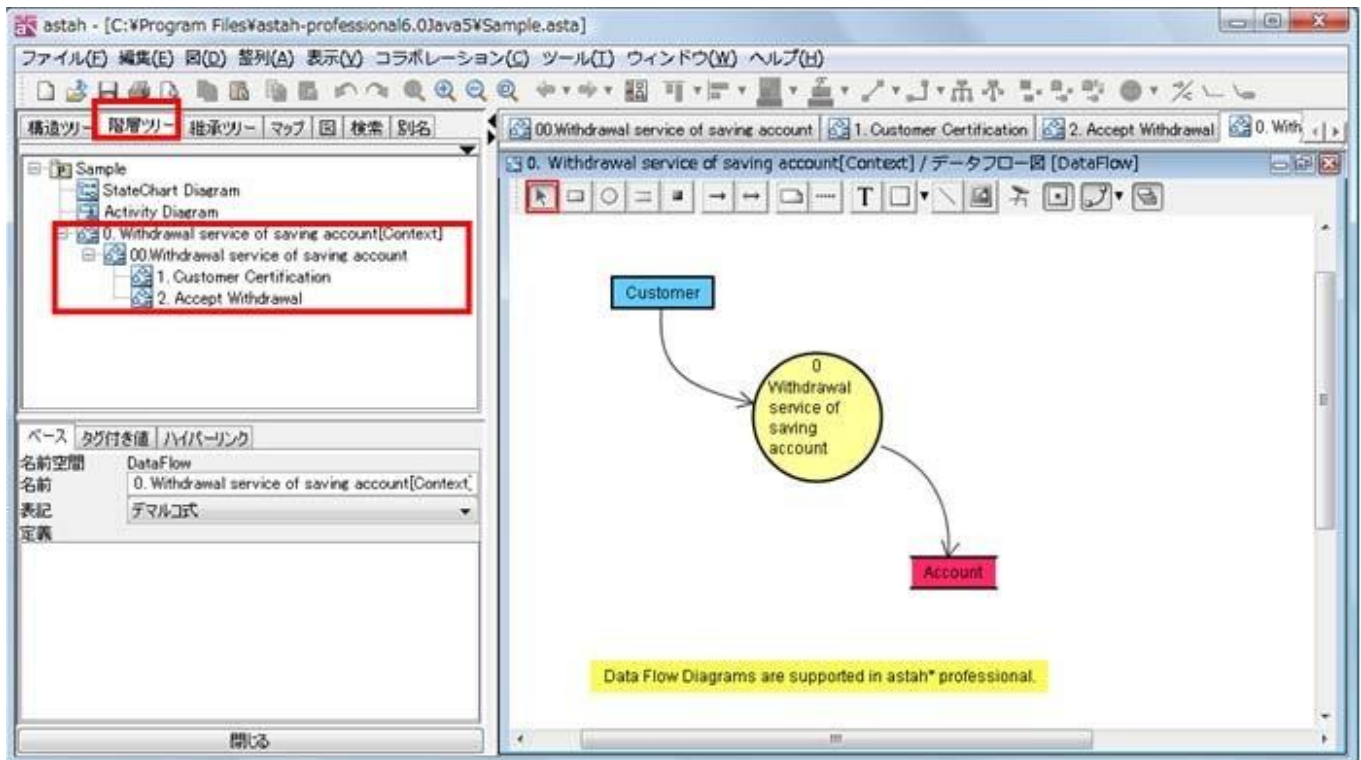 astah - [C:¥Program Files¥astah-professional6.0Java5¥Sample.asta]
ファイル(F) 編集(E) 図(D) 整列(A) 表示(V) コラボレーション(C) ツール(T) ウィンドウ(W) ヘルプ(H)
構造ツリー 階層ツリー 継承ツリー マップ 図 検索 別名
Sample
StateChart Diagram
Activity Diagram
0. Withdrawal service of saving account[Context]
00.Withdrawal service of saving account
1. Customer Certification
2. Accept Withdrawal
ベース タグ付き値 ハイパーリンク
名前空間 DataFlow
名前 0. Withdrawal service of saving account[Context]
表記 デマルコ式
定義
閉じる
00.Withdrawal service of saving account 1. Customer Certification 2. Accept Withdrawal 0. With
0. Withdrawal service of saving account[Context] / データフロー図 [DataFlow]
T
Customer
0
Withdrawal
service of
saving
account
Account
Data Flow Diagrams are supported in astah* professional.